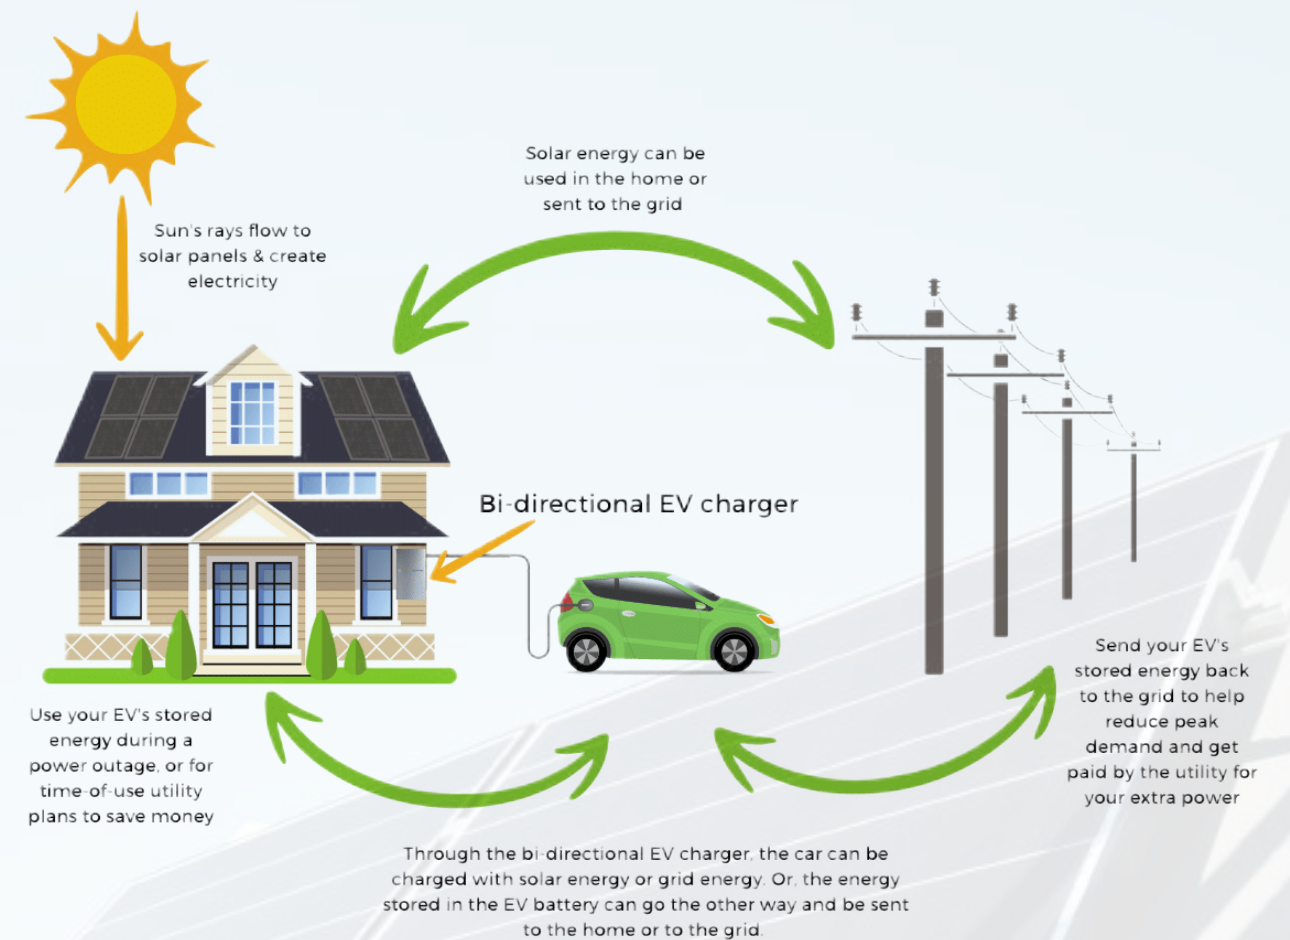 Solar energy can be
used in the home or
sent to the grid
Sun's rays flow to
solar panels & create
electricity
Bi-directional EV charger
Use your EV's stored
energy during a
power outage, or for
time-of-use utility
plans to save money
Send your EV's
stored energy back
to the grid to help
reduce peak
demand and get
paid by the utility for
your extra power
Through the bi-directional EV charger, the car can be
charged with solar energy or grid energy. Or, the energy
stored in the EV battery can go the other way and be sent
to the home or to the grid.